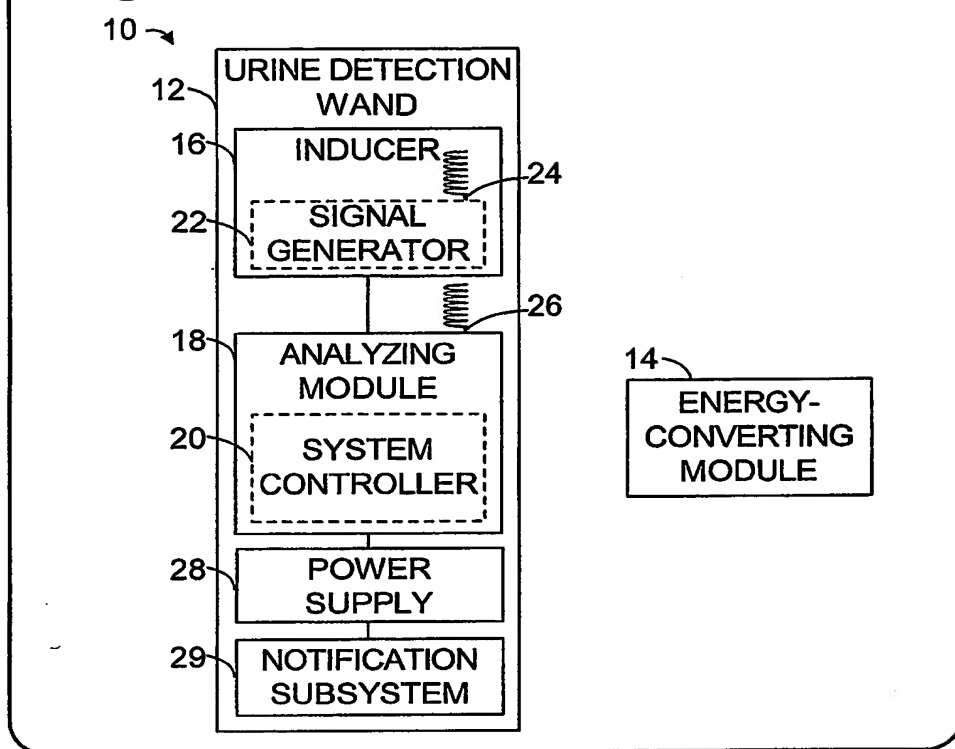 10
URINE DETECTION
WAND
12
16
INDUCER
24
22
SIGNAL
GENERATOR
26
18
ANALYZING
MODULE
14
20
SYSTEM
CONTROLLER
ENERGY-
CONVERTING
MODULE
28
POWER
SUPPLY
29
NOTIFICATION
SUBSYSTEM